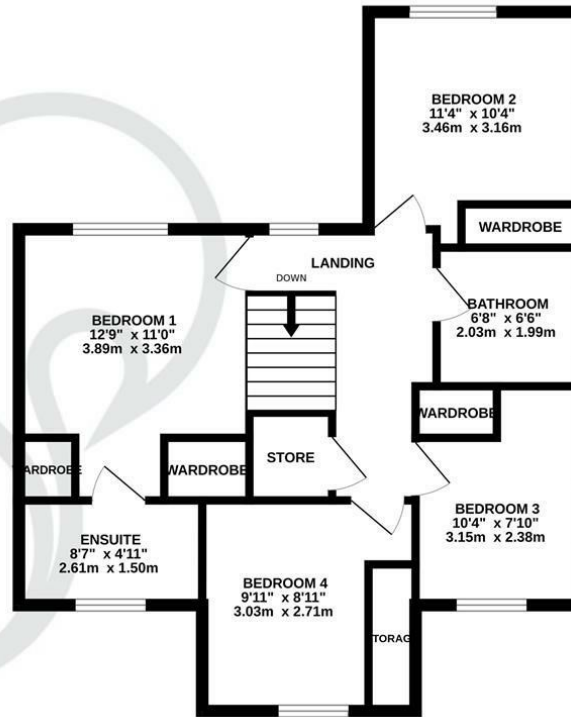 BEDROOM 2
11'4" x 10'4"
3.46m x 3.16m
WARDROBE
LANDING
DOWN
BEDROOM 1
12'9" x 11'0"
3.89m x 3.36m
BATHROOM
6'8" x 6'6"
2.03m x 1.99m
WARDROBE
WARDROBE
WARDROBE
STORE
BEDROOM 3
10'4" x 7'10"
3.15m x 2.38m
ENSUITE
8'7" x 4'11"
2.61m x 1.50m
BEDROOM 4
9'11" x 8'11"
3.03m x 2.71m
TORAG